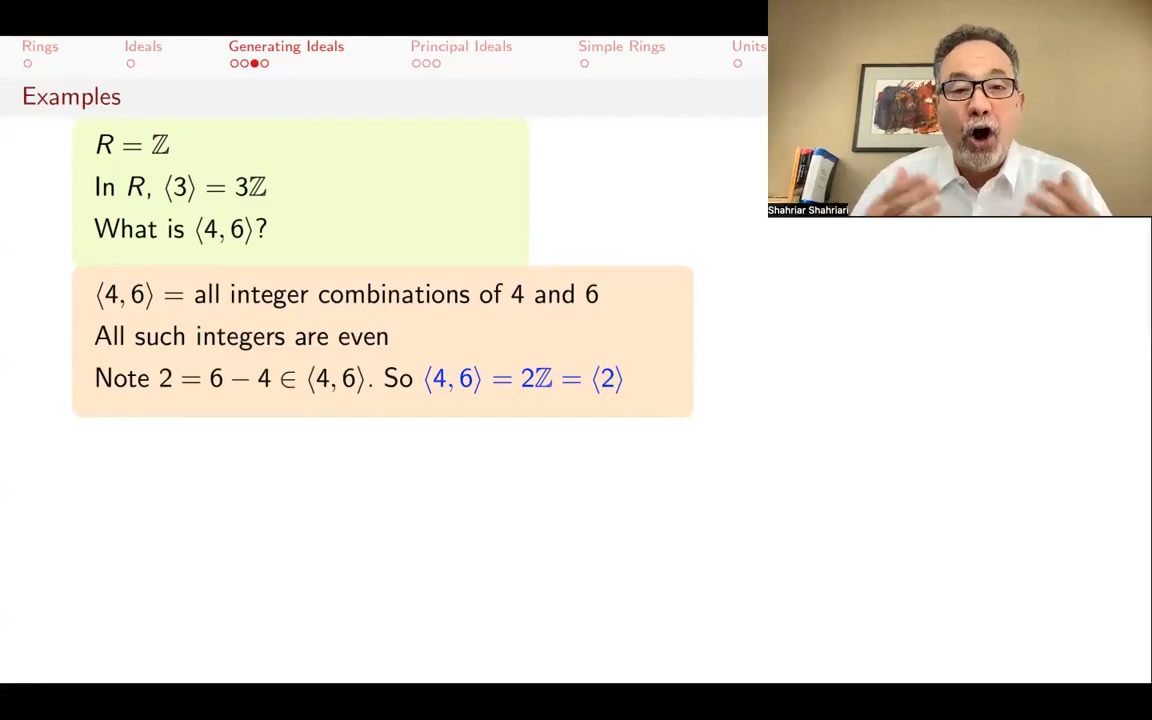 Rings Ideals Generating Ideals Principal Ideals Simple Rings Units
Examples
R = ℤ
In R, ⟨3⟩ = 3ℤ
What is ⟨4, 6⟩?
⟨4, 6⟩ = all integer combinations of 4 and 6
All such integers are even
Note 2 = 6 − 4 ∈ ⟨4, 6⟩. So ⟨4, 6⟩ = 2ℤ = ⟨2⟩
Shahriar Shahriari